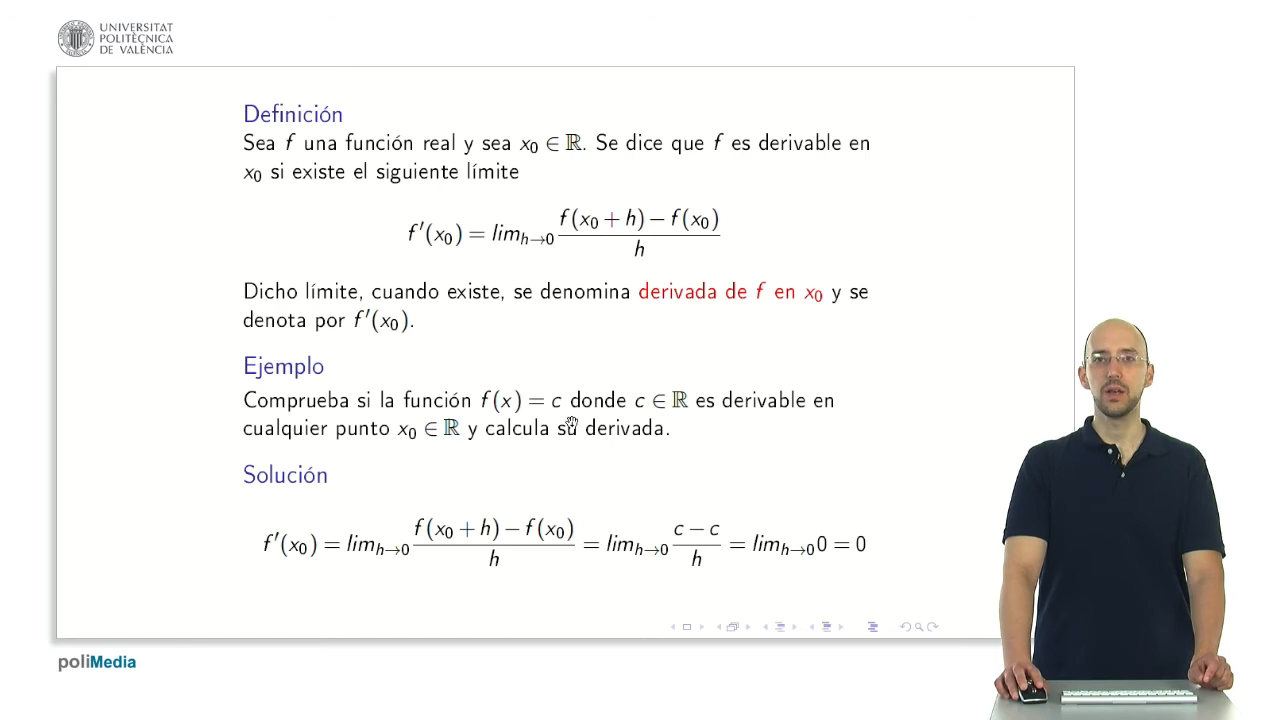 UNIVERSITAT
POLITÈCNICA
DE VALÈNCIA
Definición
Sea f una función real y sea x₀ ∈ ℝ. Se dice que f es derivable en
x₀ si existe el siguiente límite
f′(x₀) = lim_{h→0} (f(x₀ + h) − f(x₀))/h
Dicho límite, cuando existe, se denomina derivada de f en x₀ y se
denota por f′(x₀).
Ejemplo
Comprueba si la función f(x) = c donde c ∈ ℝ es derivable en
cualquier punto x₀ ∈ ℝ y calcula su derivada.
Solución
f′(x₀) = lim_{h→0} (f(x₀ + h) − f(x₀))/h = lim_{h→0} (c − c)/h = lim_{h→0} 0 = 0
poliMedia